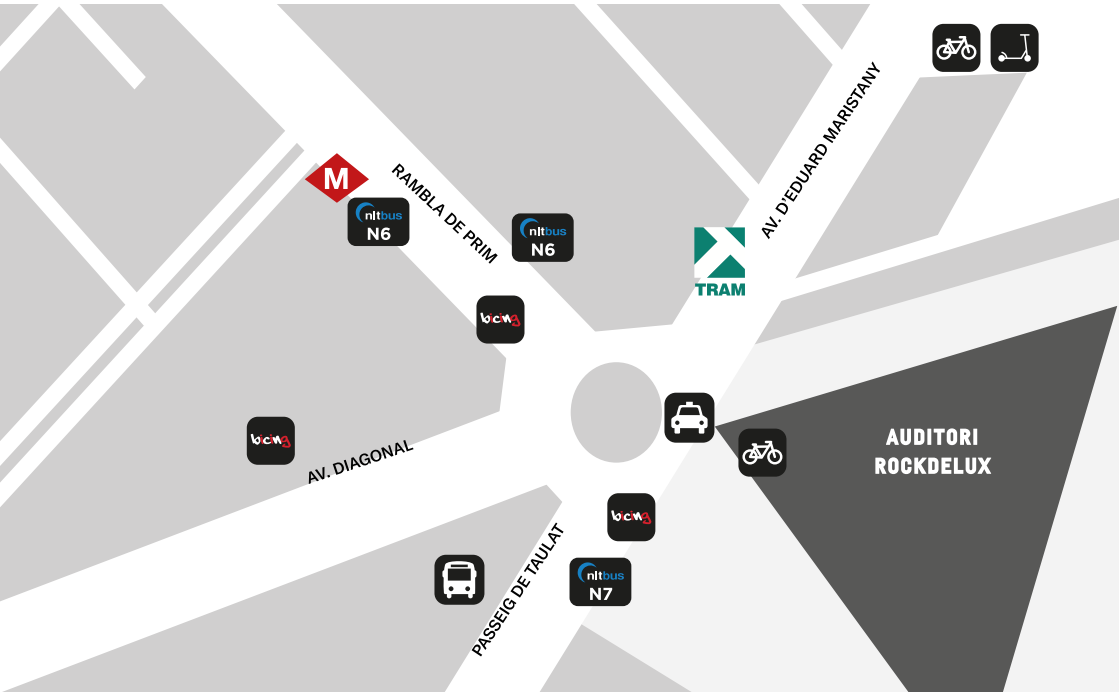 M
nitbus
N6
nitbus
N6
RAMBLA DE PRIM
AV. D'EDUARD MARISTANY
TRAM
bicing
bicing
AV. DIAGONAL
AUDITORI
ROCKDELUX
bicing
PASSEIG DE TAULAT
nitbus
N7